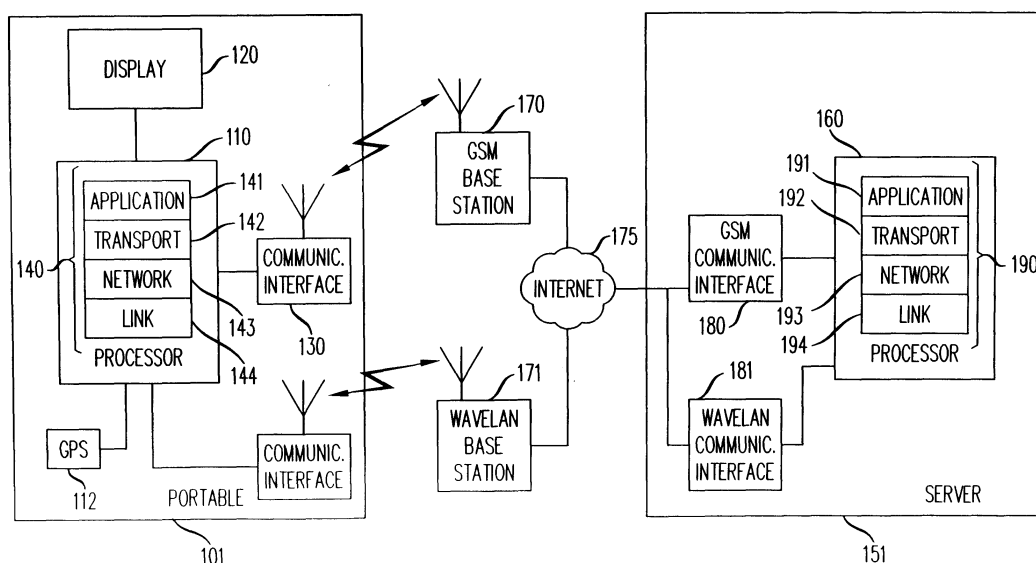 DISPLAY
120
110
APPLICATION
141
TRANSPORT
142
NETWORK
143
LINK
144
140
PROCESSOR
GPS
112
COMMUNIC.
INTERFACE
130
COMMUNIC.
INTERFACE
PORTABLE
101
170
GSM
BASE
STATION
171
WAVELAN
BASE
STATION
175
INTERNET
GSM
COMMUNIC.
INTERFACE
180
181
WAVELAN
COMMUNIC.
INTERFACE
160
191
APPLICATION
192
TRANSPORT
193
NETWORK
194
LINK
190
PROCESSOR
SERVER
151